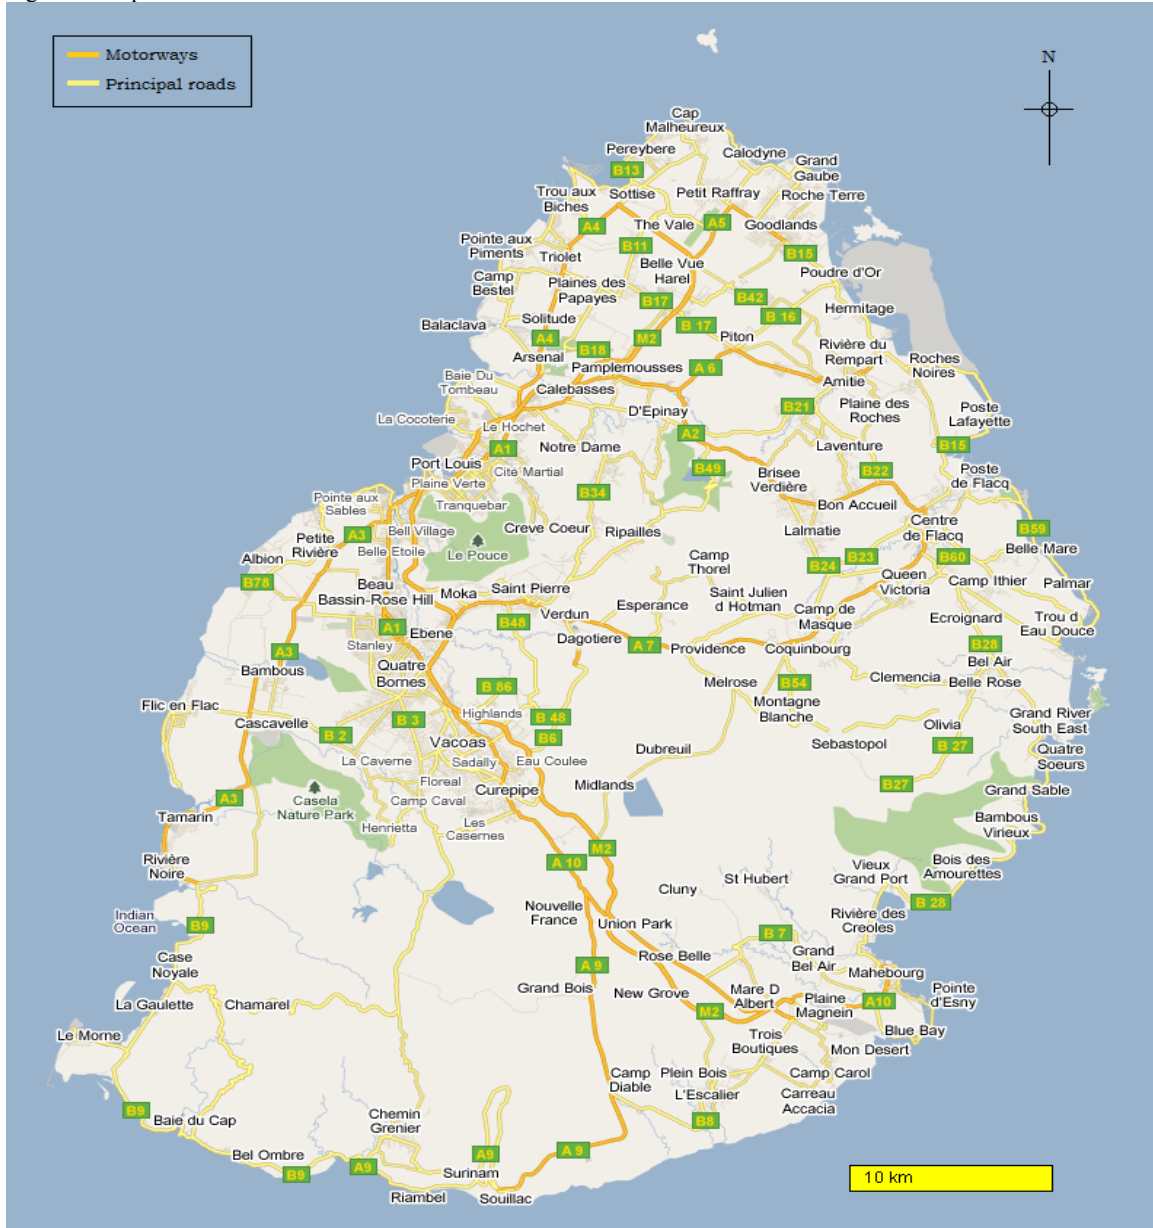 Motorways
Principal roads
N
Cap
Malheureux
Pereybere
Calodyne
Grand
Gaube
B13
Trou aux
Biches
Sottise
Petit Raffray
Roche Terre
A4
The Vale
A5
Goodlands
Pointe aux
Piments
B11
B15
Triolet
Belle Vue
Harel
Poudre d'Or
Camp
Bestel
Plaines des
Papayes
B17
B42
Hermitage
Balaclava
Solitude
B 17
B 16
A4
M2
Piton
Rivière du
Rempart
Arsenal
B18
Roches
Noires
Pamplemousses
A 6
Baie Du
Tombeau
Calebasses
Amitie
La Cocoterie
D'Epinay
B21
Plaine des
Roches
Poste
Lafayette
Le Hochet
A1
Notre Dame
A2
Laventure
B15
Port Louis
Cité Martial
B49
Brisee
Verdière
B22
Poste
de Flacq
Plaine Verte
Pointe aux
Sables
Tranquebar
B34
Bon Accueil
Creve Coeur
Ripailles
Lalmatie
Centre
de Flacq
B59
Petite
Rivière
A3
Bell Village
Belle Etoile
Le Pouce
Camp
Thorel
B23
B60
Belle Mare
Albion
B78
B24
Queen
Victoria
Camp Ithier
Palmar
Beau
Bassin-Rose Hill
Moka
Saint Pierre
Saint Julien
d Hotman
Esperance
Camp de
Masque
Verdun
Ecroignard
Trou d
Eau Douce
A1
Ebene
B48
Dagotiere
A 7
Providence
Coquinbourg
B28
Stanley
A3
Bambous
Quatre
Bornes
B 86
Melrose
B54
Clemencia
Bel Air
Belle Rose
Flic en Flac
Highlands
Montagne
Blanche
Cascavelle
B 3
B 48
Olivia
Grand River
South East
B 2
Vacoas
B6
Dubreuil
Sebastopol
B 27
Quatre
Soeurs
La Caverne
Sadally
Eau Coulee
Floreal
Curepipe
Midlands
B27
Grand Sable
Casela
Nature Park
A3
Camp Caval
Tamarin
Henrietta
Les
Casernes
Bambous
Virieux
M2
Rivière
Noire
A 10
St Hubert
Vieux
Grand Port
Bois des
Amourettes
Cluny
Indian
Ocean
Nouvelle
France
B 28
B9
Union Park
Rivière des
Creoles
B 7
Case
Noyale
Rose Belle
Grand
Bel Air
A 9
Mahebourg
La Gaulette
Chamarel
Grand Bois
New Grove
Mare D
Albert
Plaine
Magnein
A10
Pointe
d'Esny
M2
Le Morne
Trois
Boutiques
Blue Bay
Mon Desert
Camp
Diable
Plein Bois
Camp Carol
L'Escalier
Carreau
Accacia
B9
Baie du Cap
Chemin
Grenier
B8
Bel Ombre
A9
A 9
B9
A9
Surinam
Riambel
Souillac
10 km